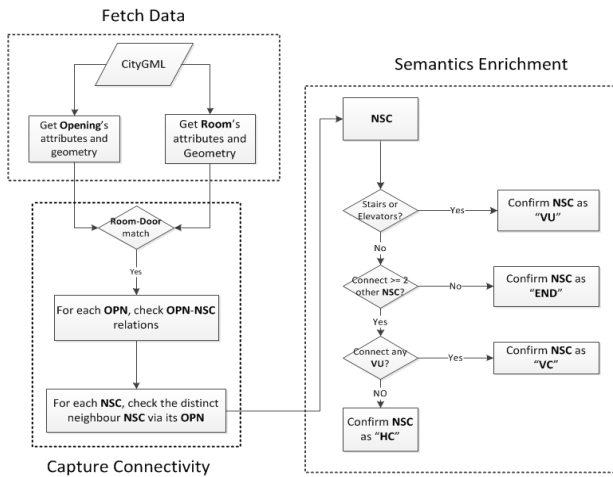 Fetch Data
CityGML
Get Opening's
attributes and
geometry
Get Room's
attributes and
Geometry
Room-Door
match
Yes
For each OPN, check OPN-NSC
relations
For each NSC, check the distinct
neighbour NSC via its OPN
Capture Connectivity
Semantics Enrichment
NSC
Stairs or
Elevators?
Yes
Confirm NSC as
"VU"
No
Connect >= 2
other NSC?
No
Confirm NSC as
"END"
Yes
Connect any
VU?
Yes
Confirm NSC as
"VC"
NO
Confirm NSC
as "HC"